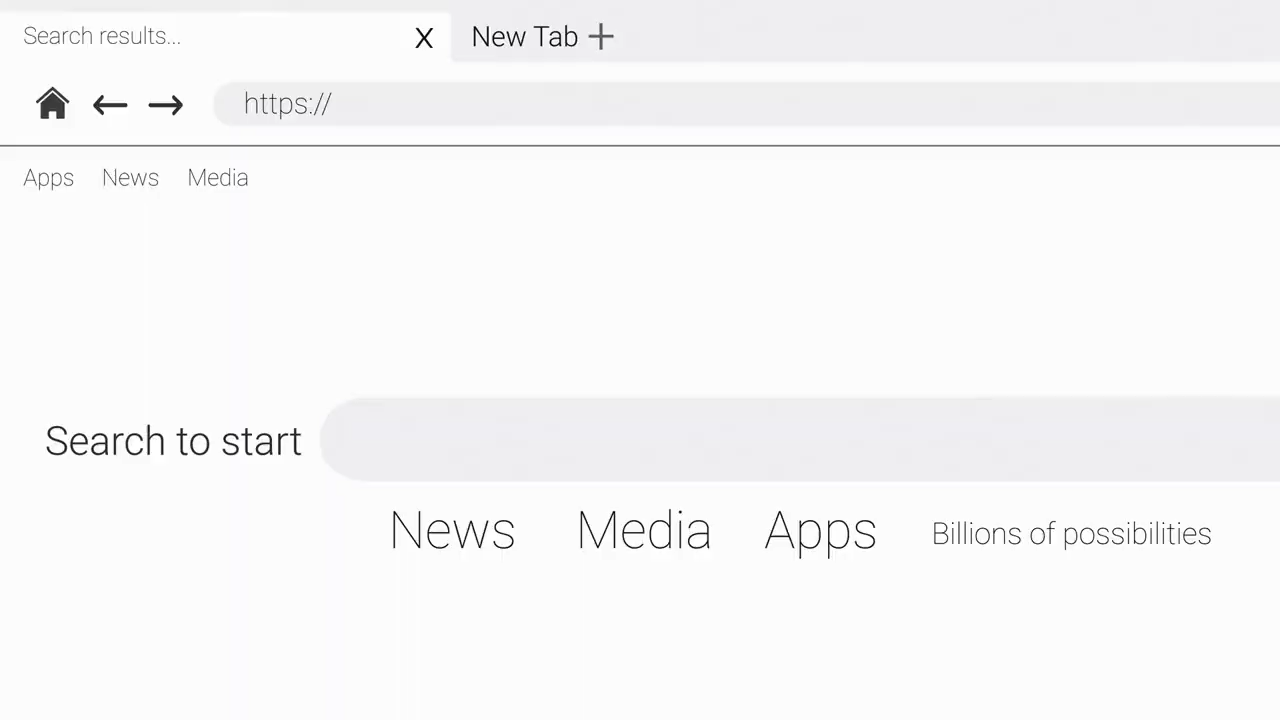 Search results... X New Tab +
https://
Apps News Media
Search to start
News Media Apps Billions of possibilities